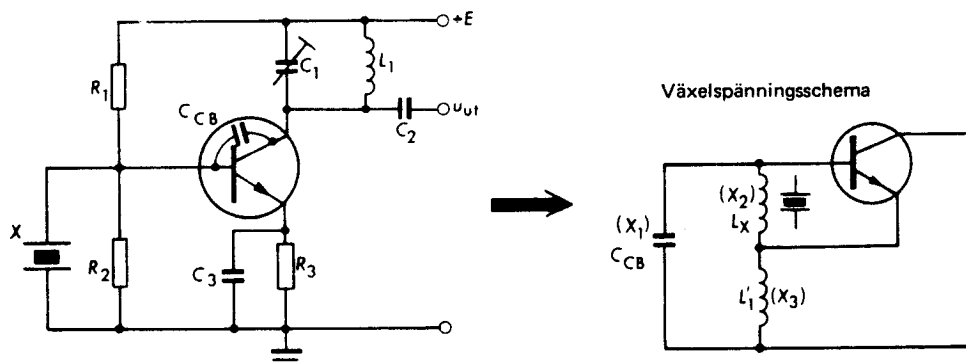 +E
R1
C1
L1
CCB
uut
C2
X
R2
C3
R3
Växelspänningsschema
(X1)
CCB
(X2)
LX
L'1 (X3)